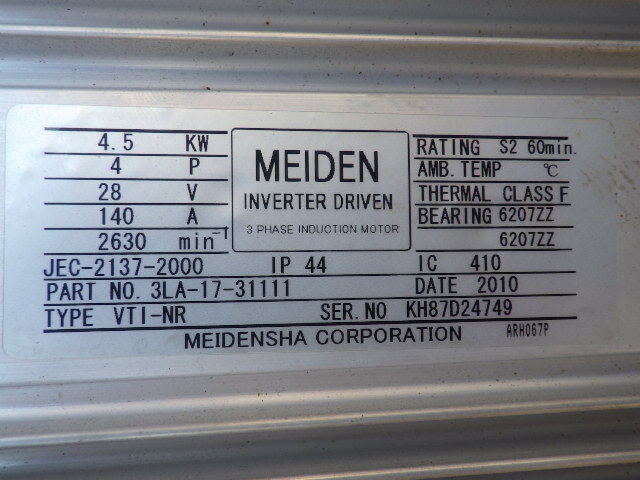 4.5 KW
4 P
28 V
140 A
2630 min⁻¹
MEIDEN
INVERTER DRIVEN
3 PHASE INDUCTION MOTOR
RATING S2 60min.
AMB. TEMP ℃
THERMAL CLASS F
BEARING 6207ZZ
6207ZZ
JEC-2137-2000 IP 44 IC 410
PART NO. 3LA-17-31111 DATE 2010
TYPE VTI-NR SER. NO KH87D24749
MEIDENSHA CORPORATION ARH067P